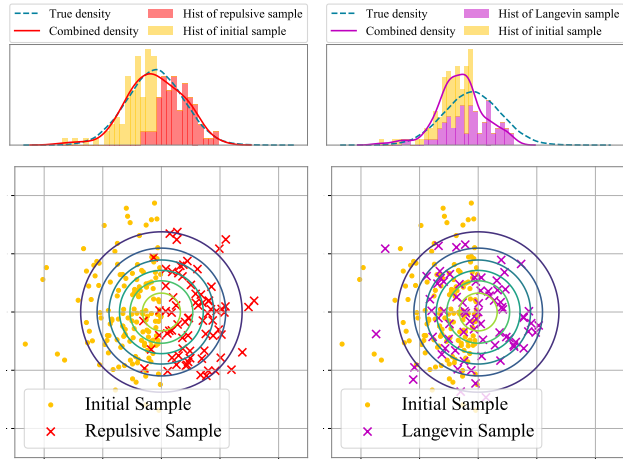 True density
Hist of repulsive sample
Combined density
Hist of initial sample
True density
Hist of Langevin sample
Combined density
Hist of initial sample
Initial Sample
Repulsive Sample
Initial Sample
Langevin Sample